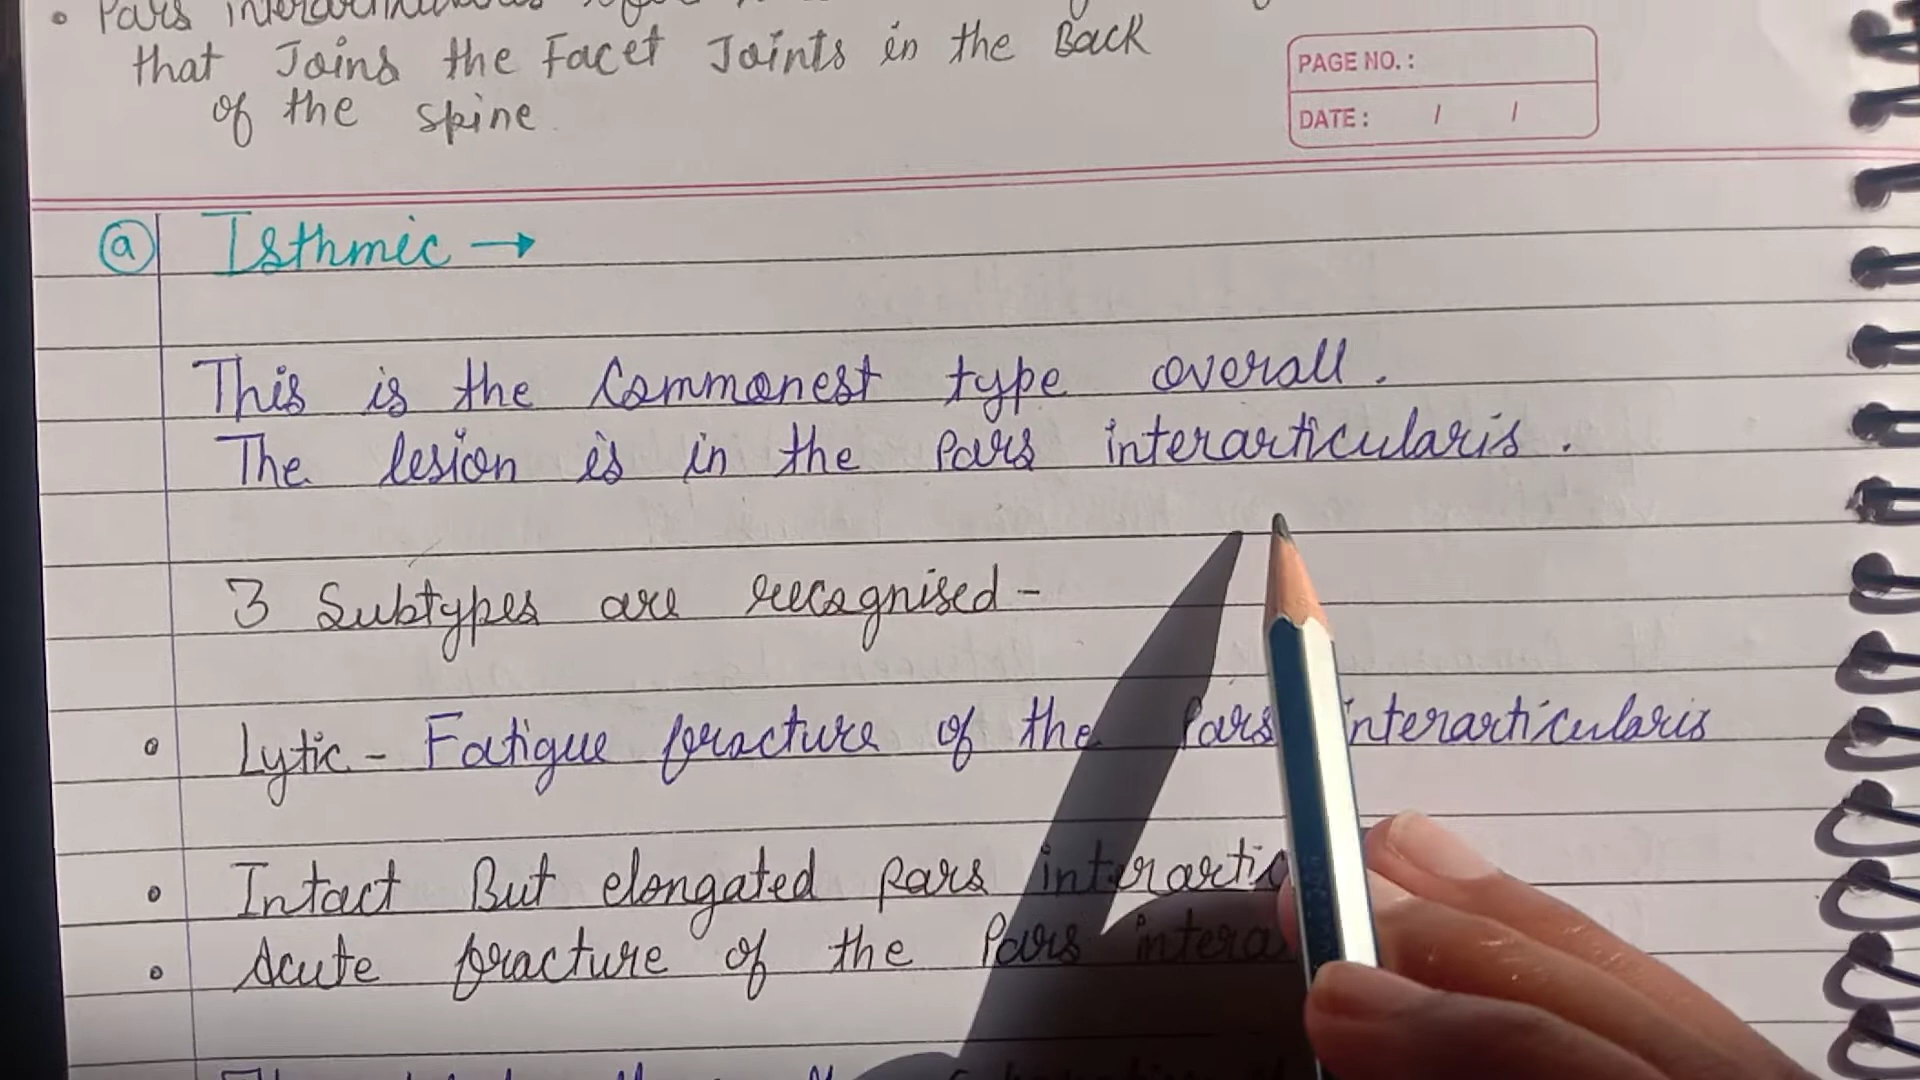 • Pars interarticularis
that Joins the Facet Joints in the Back
of the spine.
PAGE NO. :
DATE : / /
ⓐ Isthmic →
This is the Commonest type overall.
The lesion is in the Pars interarticularis.
3 Subtypes are recognised -
• Lytic - Fatigue fracture of the Pars interarticularis
• Intact But elongated pars interartic
• Acute fracture of the Pars intera